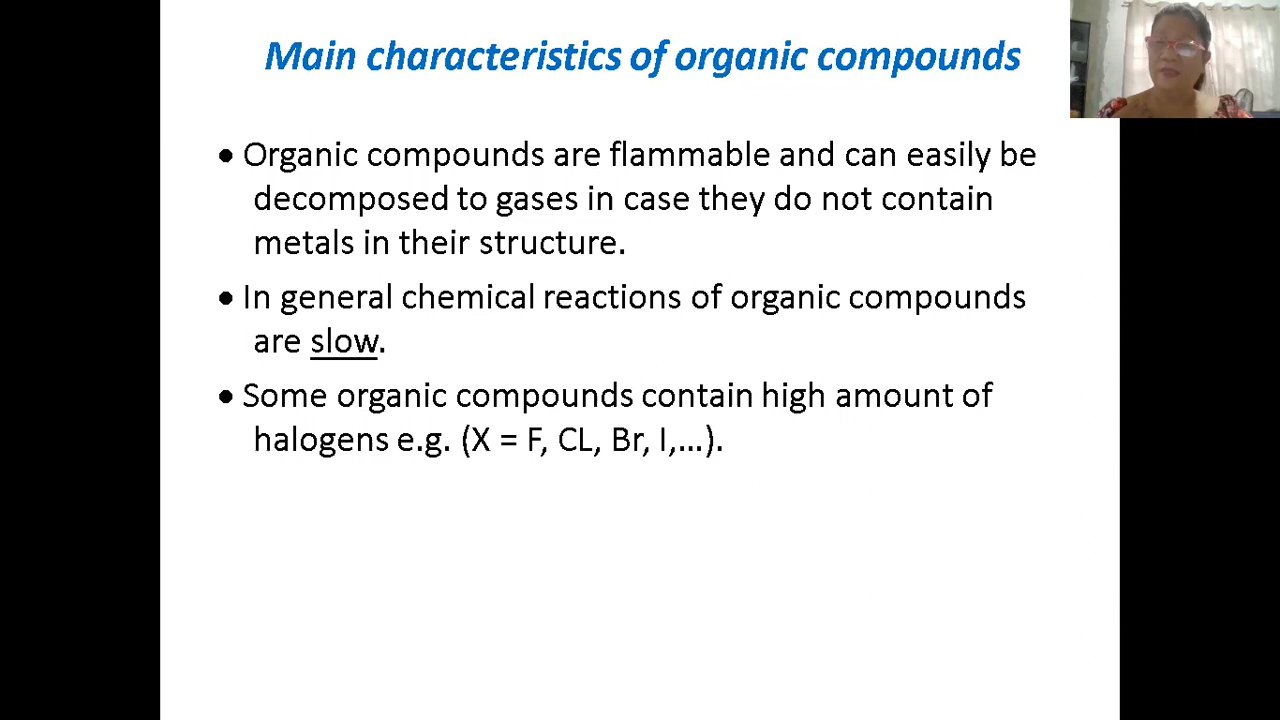 Main characteristics of organic compounds
• Organic compounds are flammable and can easily be
decomposed to gases in case they do not contain
metals in their structure.
• In general chemical reactions of organic compounds
are slow.
• Some organic compounds contain high amount of
halogens e.g. (X = F, CL, Br, I,...).